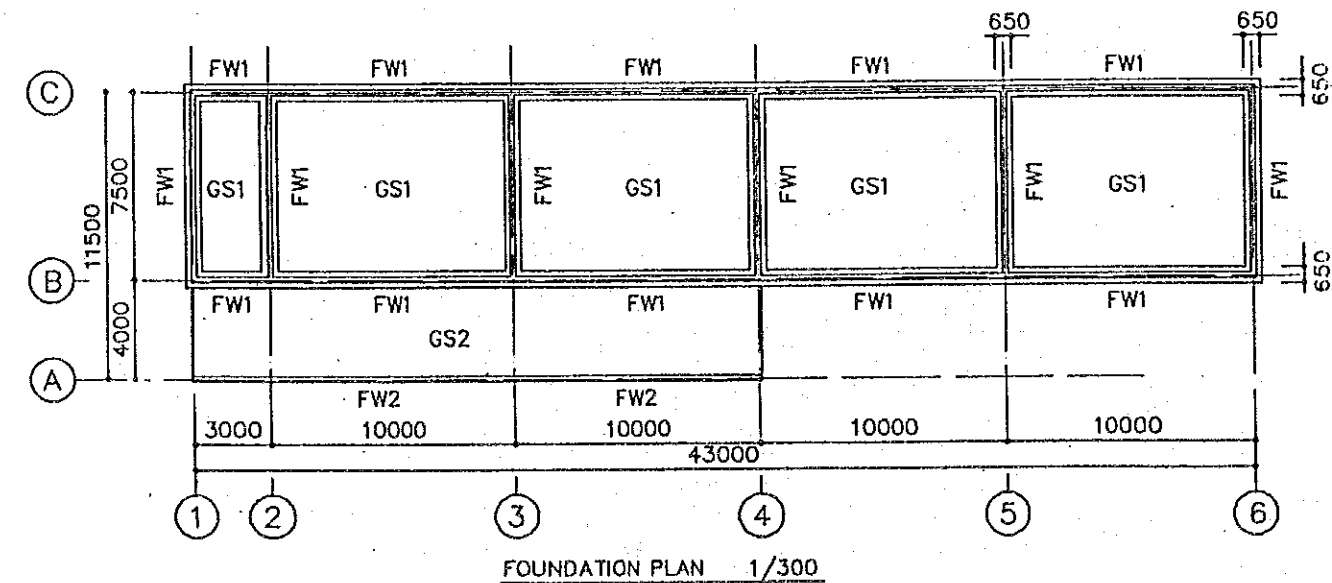 650 650
FW1 FW1 FW1 FW1 FW1
C
650
FW1 GS1 FW1 GS1 FW1 GS1 FW1 GS1 FW1 GS1 FW1
11500 7500
B
650
FW1 FW1 FW1 FW1 FW1
4000 GS2
A
FW2 FW2
3000 10000 10000 10000 10000
43000
1 2 3 4 5 6
FOUNDATION PLAN 1/300